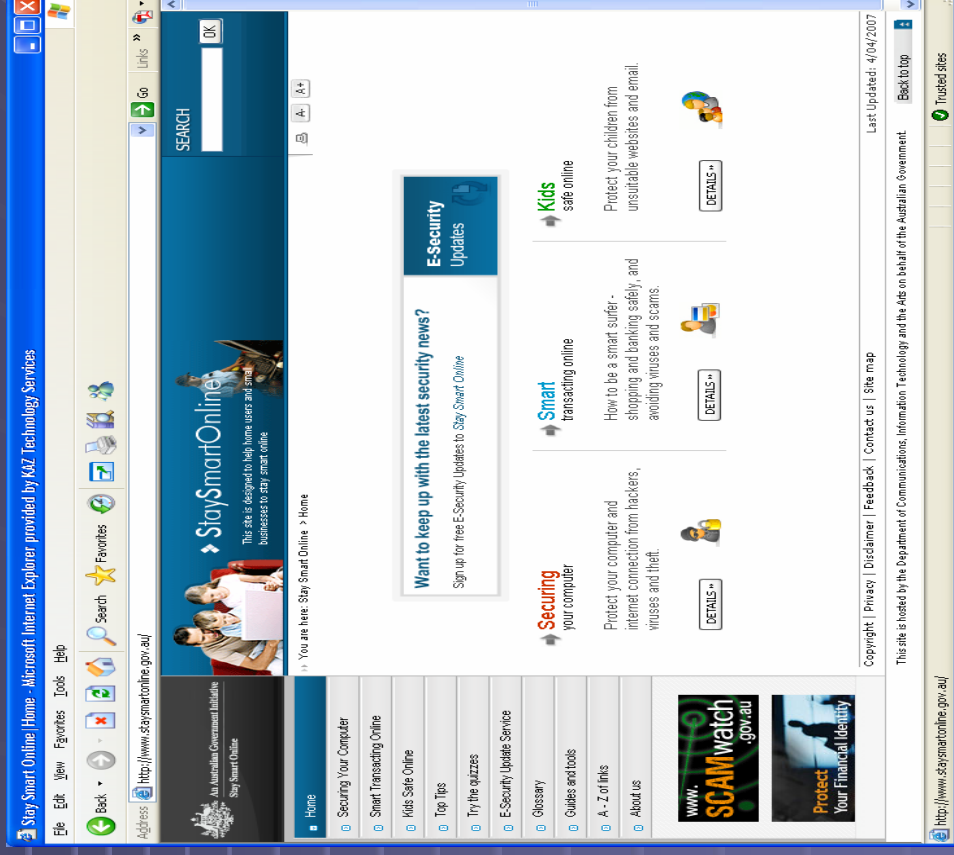 Stay Smart Online | Home - Microsoft Internet Explorer provided by KAZ Technology Services
File Edit View Favorites Tools Help
Back Search Favorites
Address http://www.staysmartonline.gov.au/ Go Links »
An Australian Government Initiative
Stay Smart Online
StaySmartOnline
This site is designed to help home users and small
businesses to stay smart online
SEARCH
OK
You are here: Stay Smart Online > Home
A- A+
Home
Securing Your Computer
Smart Transacting Online
Kids Safe Online
Top Tips
Try the quizzes
E-Security Update Service
Glossary
Guides and tools
A - Z of links
About us
www.
SCAMwatch
.gov.au
Protect
Your Financial Identity
Want to keep up with the latest security news?
Sign up for free E-Security Updates to Stay Smart Online
E-Security
Updates
Securing
your computer
Protect your computer and
internet connection from hackers,
viruses and theft.
DETAILS »
Smart
transacting online
How to be a smart surfer -
shopping and banking safely, and
avoiding viruses and scams.
DETAILS »
Kids
safe online
Protect your children from
unsuitable websites and email.
DETAILS »
Copyright | Privacy | Disclaimer | Feedback | Contact us | Site map
Last Updated: 4/04/2007
This site is hosted by the Department of Communications, Information Technology and the Arts on behalf of the Australian Government.
Back to top
http://www.staysmartonline.gov.au/
Trusted sites